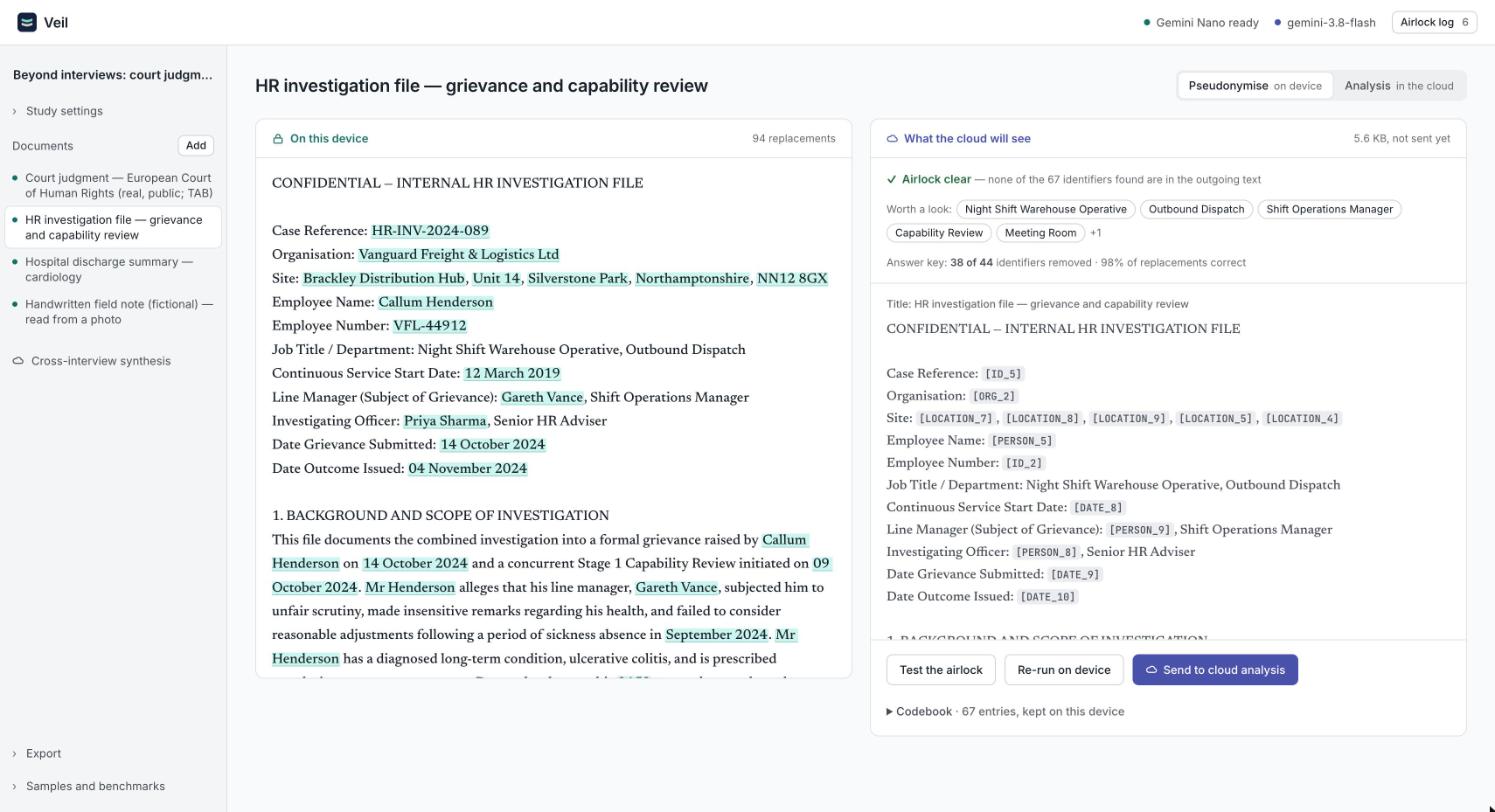 Veil
Gemini Nano ready
gemini-3.8-flash
Airlock log 6
Beyond interviews: court judgm...
Study settings
Documents
Add
Court judgment — European Court
of Human Rights (real, public; TAB)
HR investigation file — grievance
and capability review
Hospital discharge summary —
cardiology
Handwritten field note (fictional) —
read from a photo
Cross-interview synthesis
Export
Samples and benchmarks
HR investigation file — grievance and capability review
Pseudonymise on device
Analysis in the cloud
On this device
94 replacements
CONFIDENTIAL – INTERNAL HR INVESTIGATION FILE
Case Reference: HR-INV-2024-089
Organisation: Vanguard Freight & Logistics Ltd
Site: Brackley Distribution Hub, Unit 14, Silverstone Park, Northamptonshire, NN12 8GX
Employee Name: Callum Henderson
Employee Number: VFL-44912
Job Title / Department: Night Shift Warehouse Operative, Outbound Dispatch
Continuous Service Start Date: 12 March 2019
Line Manager (Subject of Grievance): Gareth Vance, Shift Operations Manager
Investigating Officer: Priya Sharma, Senior HR Adviser
Date Grievance Submitted: 14 October 2024
Date Outcome Issued: 04 November 2024
1. BACKGROUND AND SCOPE OF INVESTIGATION
This file documents the combined investigation into a formal grievance raised by Callum
Henderson on 14 October 2024 and a concurrent Stage 1 Capability Review initiated on 09
October 2024. Mr Henderson alleges that his line manager, Gareth Vance, subjected him to
unfair scrutiny, made insensitive remarks regarding his health, and failed to consider
reasonable adjustments following a period of sickness absence in September 2024. Mr
Henderson has a diagnosed long-term condition, ulcerative colitis, and is prescribed
What the cloud will see
5.6 KB, not sent yet
Airlock clear — none of the 67 identifiers found are in the outgoing text
Worth a look: Night Shift Warehouse Operative Outbound Dispatch Shift Operations Manager
Capability Review Meeting Room +1
Answer key: 38 of 44 identifiers removed · 98% of replacements correct
Title: HR investigation file — grievance and capability review
CONFIDENTIAL – INTERNAL HR INVESTIGATION FILE
Case Reference: [ID_5]
Organisation: [ORG_2]
Site: [LOCATION_7], [LOCATION_8], [LOCATION_9], [LOCATION_5], [LOCATION_4]
Employee Name: [PERSON_5]
Employee Number: [ID_2]
Job Title / Department: Night Shift Warehouse Operative, Outbound Dispatch
Continuous Service Start Date: [DATE_8]
Line Manager (Subject of Grievance): [PERSON_9], Shift Operations Manager
Investigating Officer: [PERSON_8], Senior HR Adviser
Date Grievance Submitted: [DATE_9]
Date Outcome Issued: [DATE_10]
1. BACKGROUND AND SCOPE OF INVESTIGATION
Test the airlock
Re-run on device
Send to cloud analysis
Codebook · 67 entries, kept on this device